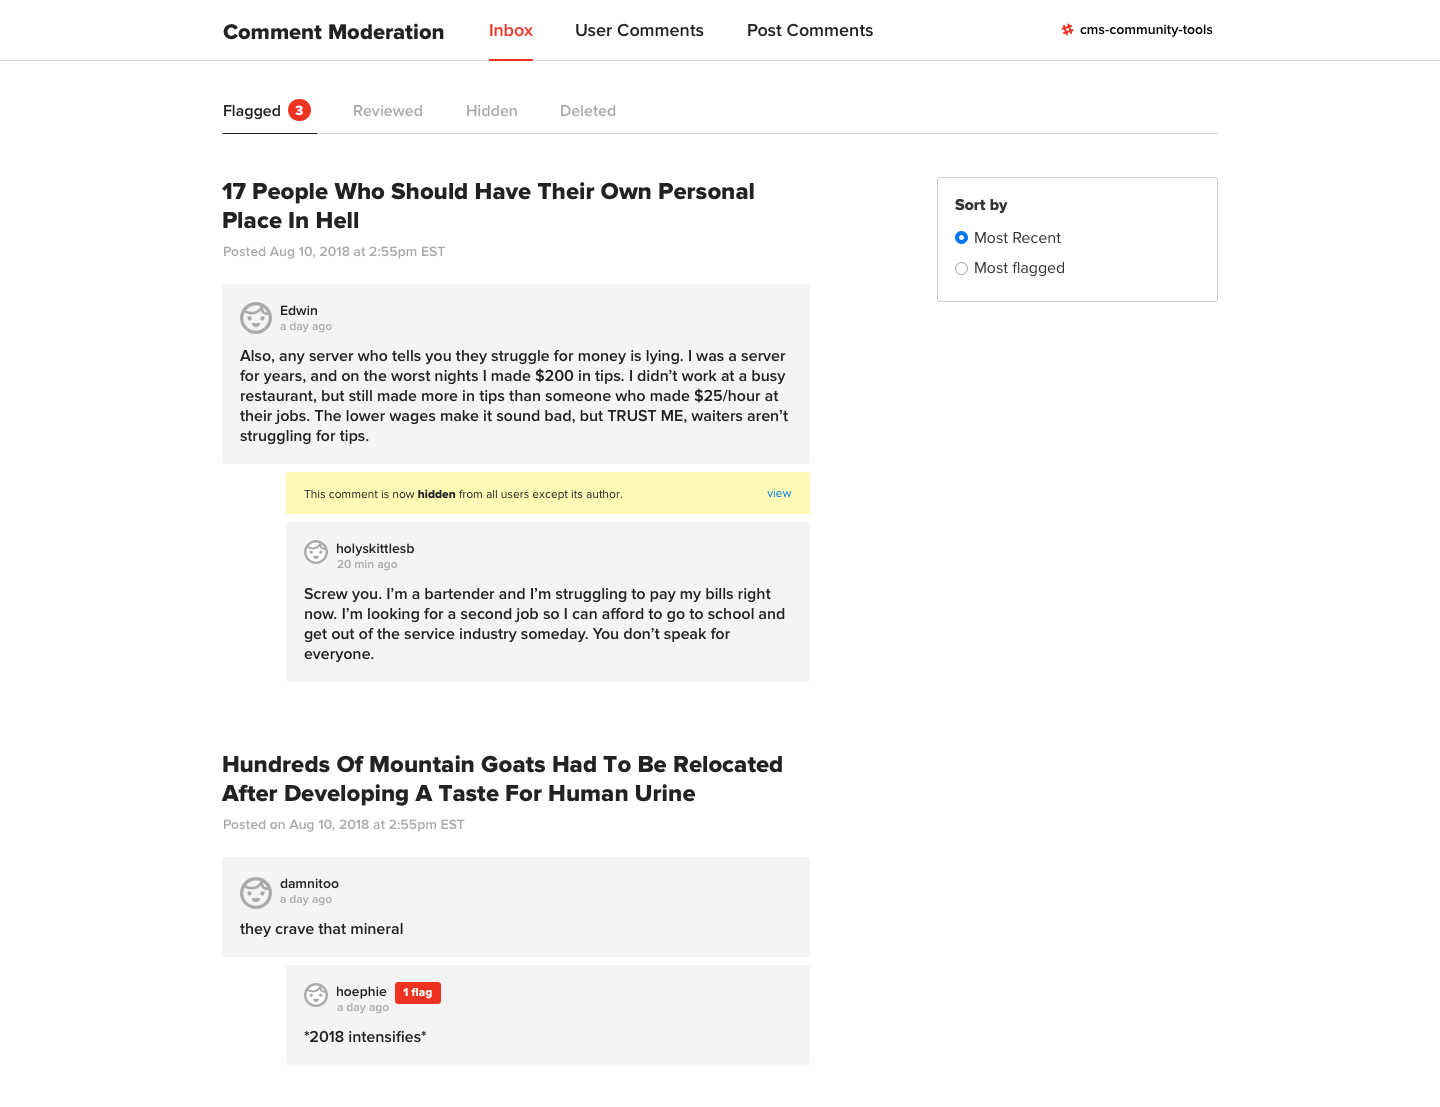 Comment Moderation
Inbox
User Comments
Post Comments
cms-community-tools
Flagged 3
Reviewed
Hidden
Deleted
17 People Who Should Have Their Own Personal
Place In Hell
Posted Aug 10, 2018 at 2:55pm EST
Sort by
Most Recent
Most flagged
Edwin
a day ago
Also, any server who tells you they struggle for money is lying. I was a server
for years, and on the worst nights I made $200 in tips. I didn’t work at a busy
restaurant, but still made more in tips than someone who made $25/hour at
their jobs. The lower wages make it sound bad, but TRUST ME, waiters aren’t
struggling for tips.
This comment is now hidden from all users except its author.
view
holyskittlesb
20 min ago
Screw you. I’m a bartender and I’m struggling to pay my bills right
now. I’m looking for a second job so I can afford to go to school and
get out of the service industry someday. You don’t speak for
everyone.
Hundreds Of Mountain Goats Had To Be Relocated
After Developing A Taste For Human Urine
Posted on Aug 10, 2018 at 2:55pm EST
damnitoo
a day ago
they crave that mineral
hoephie 1 flag
a day ago
*2018 intensifies*